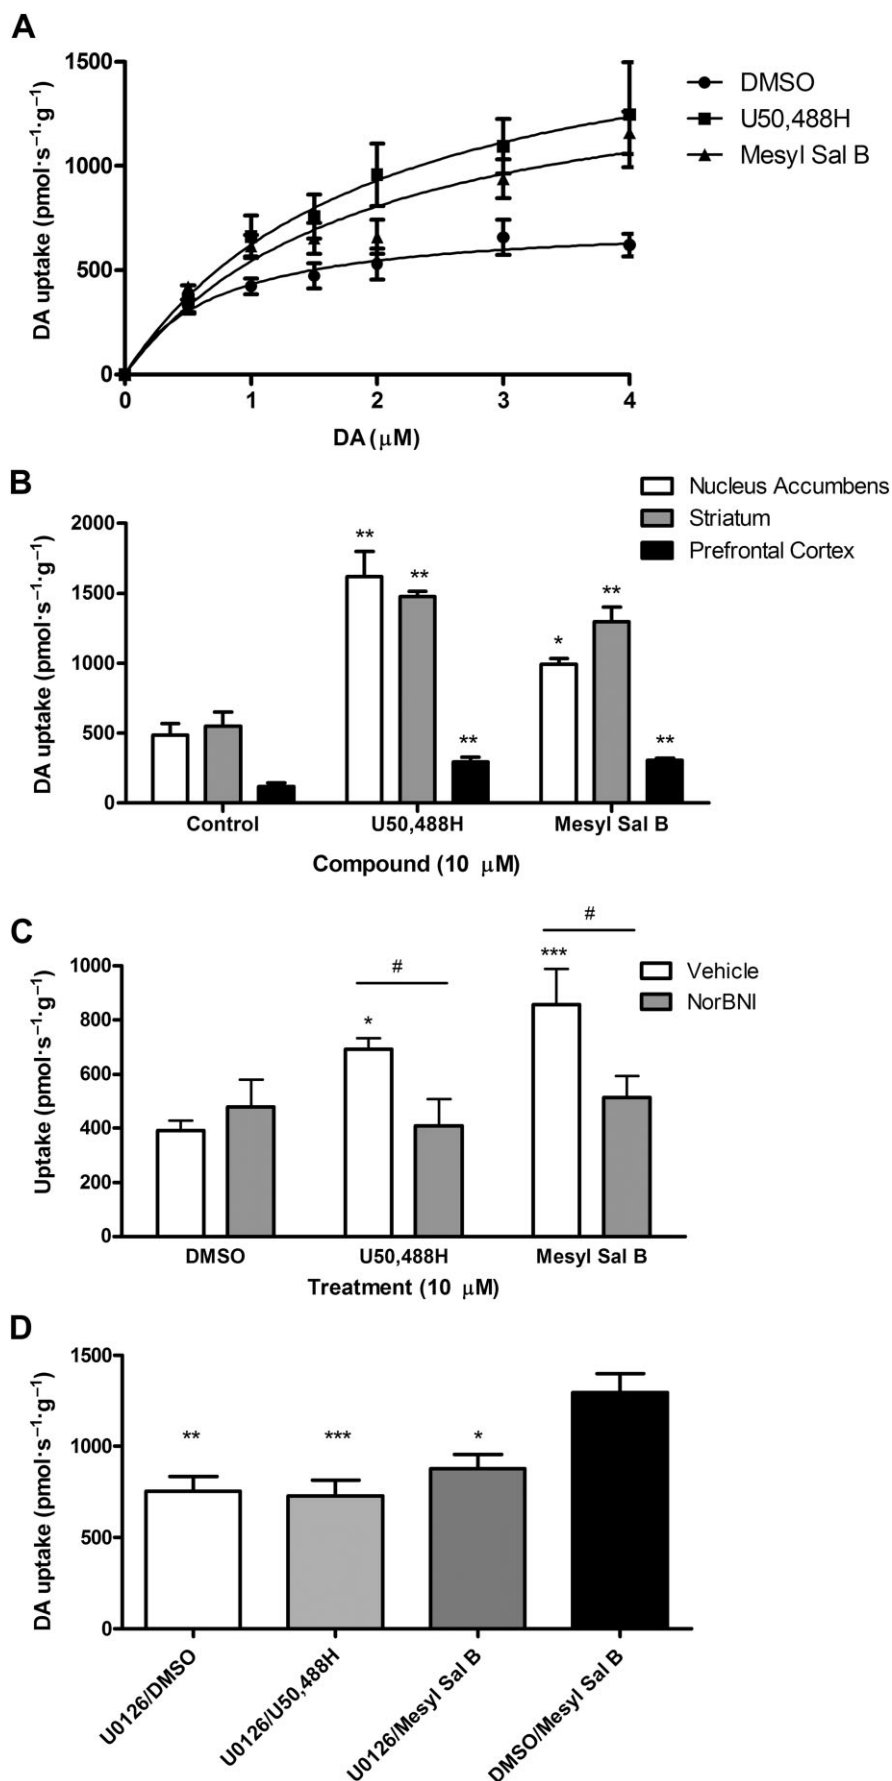 A
DA uptake (pmol·s⁻¹·g⁻¹)
1500
1000
500
0
0 1 2 3 4
DA (μM)
DMSO
U50,488H
Mesyl Sal B
B
DA uptake (pmol·s⁻¹·g⁻¹)
2000
1500
1000
500
0
Nucleus Accumbens
Striatum
Prefrontal Cortex
**
**
**
*
**
**
Control U50,488H Mesyl Sal B
Compound (10 μM)
C
Uptake (pmol·s⁻¹·g⁻¹)
1000
800
600
400
200
0
#
#
*
***
Vehicle
NorBNI
DMSO U50,488H Mesyl Sal B
Treatment (10 μM)
D
DA uptake (pmol·s⁻¹·g⁻¹)
1500
1000
500
0
** *** *
U0126/DMSO
U0126/U50,488H
U0126/Mesyl Sal B
DMSO/Mesyl Sal B